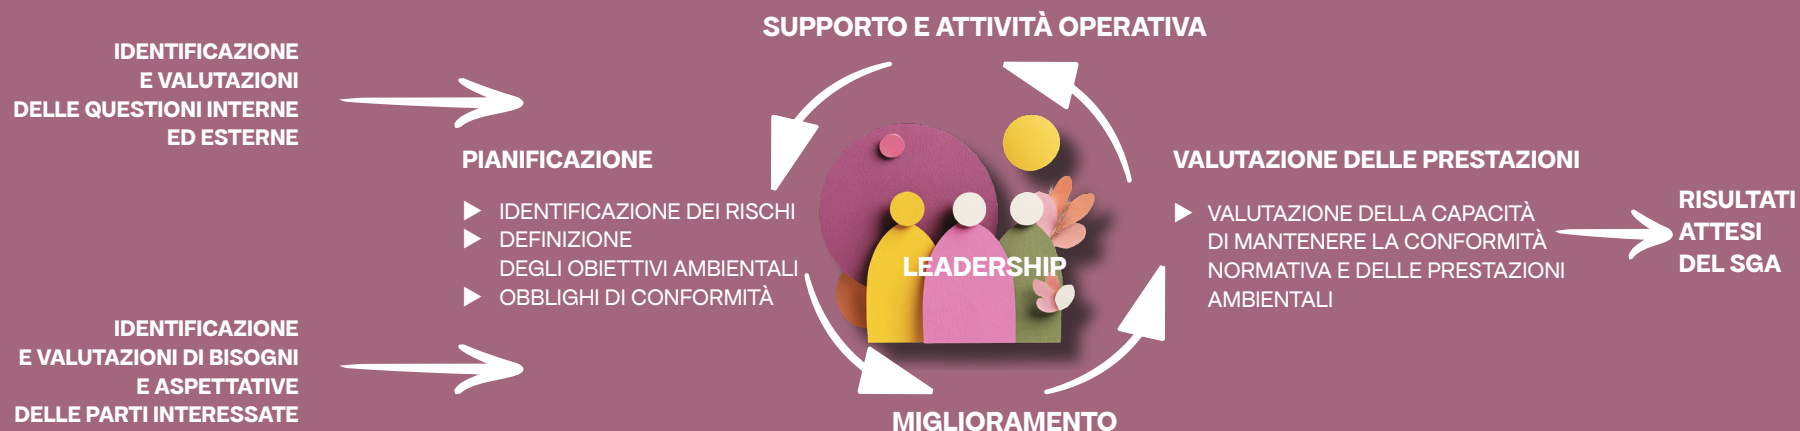 IDENTIFICAZIONE
E VALUTAZIONI
DELLE QUESTIONI INTERNE
ED ESTERNE
IDENTIFICAZIONE
E VALUTAZIONI DI BISOGNI
E ASPETTATIVE
DELLE PARTI INTERESSATE
PIANIFICAZIONE
IDENTIFICAZIONE DEI RISCHI
DEFINIZIONE
DEGLI OBIETTIVI AMBIENTALI
OBBLIGHI DI CONFORMITÀ
SUPPORTO E ATTIVITÀ OPERATIVA
LEADERSHIP
MIGLIORAMENTO
VALUTAZIONE DELLE PRESTAZIONI
VALUTAZIONE DELLA CAPACITÀ
DI MANTENERE LA CONFORMITÀ
NORMATIVA E DELLE PRESTAZIONI
AMBIENTALI
RISULTATI
ATTESI
DEL SGA